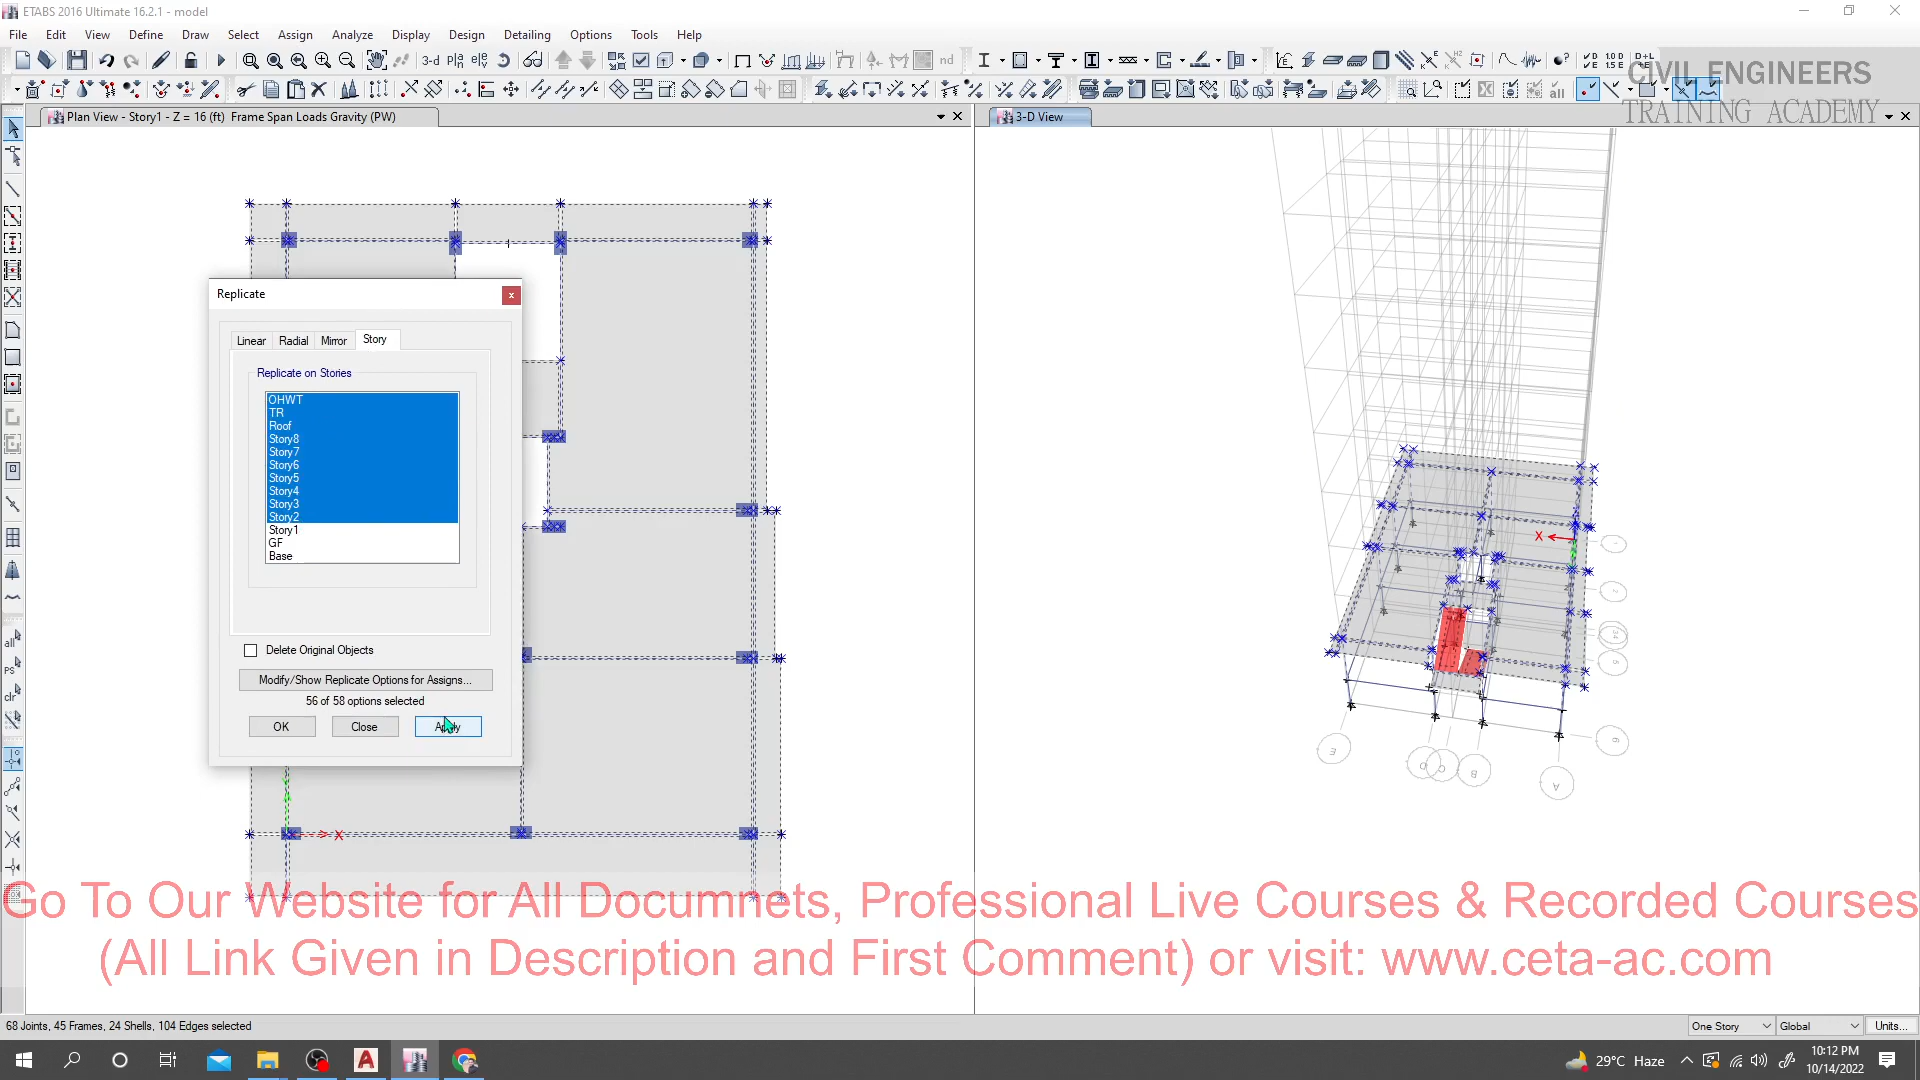 ETABS 2016 Ultimate 16.2.1 - model
File Edit View Define Draw Select Assign Analyze Display Design Detailing Options Tools Help
3-d
nd
CIVIL ENGINEERS
TRAINING ACADEMY
Plan View - Story1 - Z = 16 (ft) Frame Span Loads Gravity (PW)
3-D View
Replicate
Linear Radial Mirror Story
Replicate on Stories
OHWT
TR
Roof
Story8
Story7
Story6
Story5
Story4
Story3
Story2
Story1
GF
Base
Delete Original Objects
Modify/Show Replicate Options for Assigns...
56 of 58 options selected
OK Close Apply
all
PS
clr
X
X
E D C B A
Go To Our Website for All Documnets, Professional Live Courses & Recorded Courses
(All Link Given in Description and First Comment) or visit: www.ceta-ac.com
68 Joints, 45 Frames, 24 Shells, 104 Edges selected
One Story Global Units...
29°C Haze
10:12 PM
10/14/2022